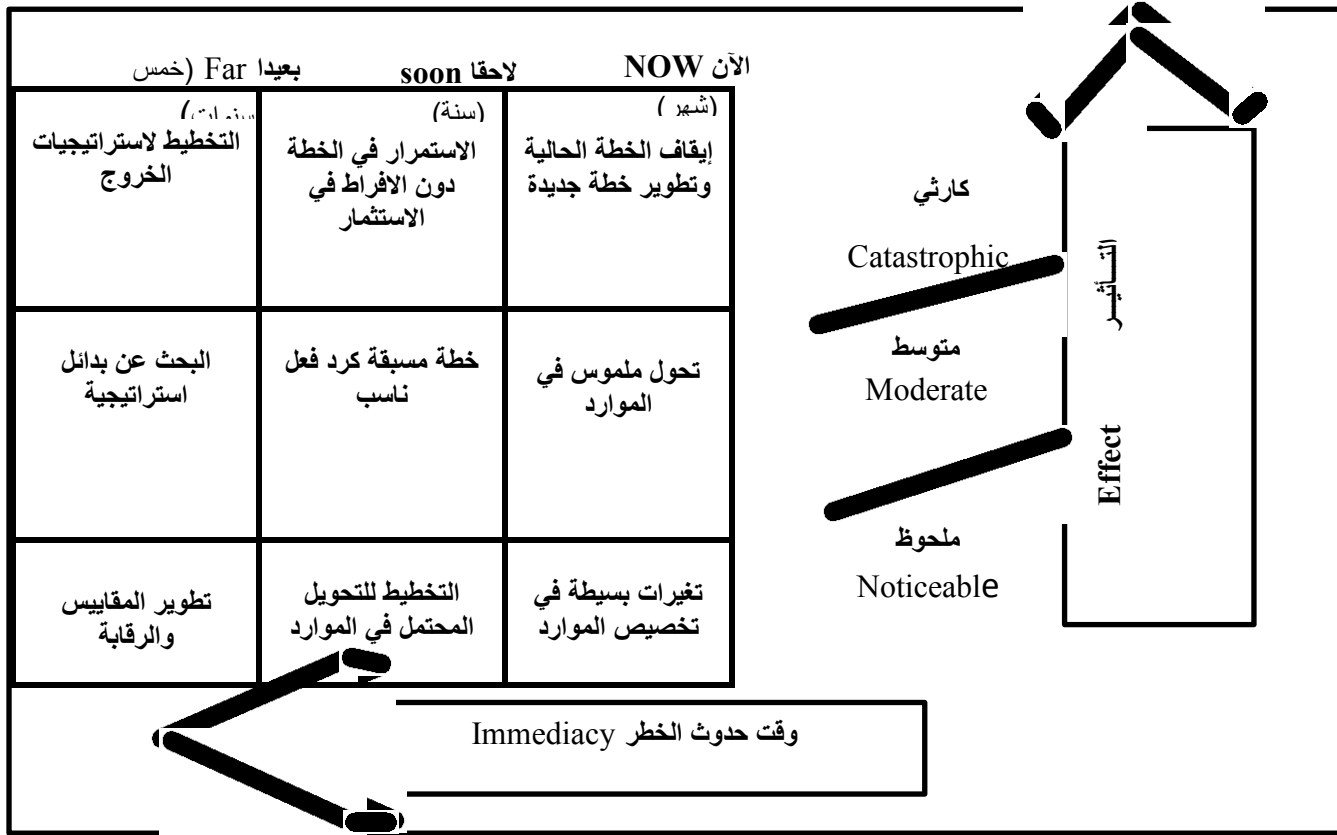 الآن NOW
لاحقا soon
بعيدا Far (خمس
(شهر)
(سنة)
سنوات)
إيقاف الخطة الحالية
وتطوير خطة جديدة
الاستمرار في الخطة
دون الافراط في
الاستثمار
التخطيط لاستراتيجيات
الخروج
كارثي
Catastrophic
تحول ملموس في
الموارد
خطة مسبقة كرد فعل
ناسب
البحث عن بدائل
استراتيجية
متوسط
Moderate
تغيرات بسيطة في
تخصيص الموارد
التخطيط للتحويل
المحتمل في الموارد
تطوير المقاييس
والرقابة
ملحوظ
Noticeable
التــأثيــر
Effect
وقت حدوث الخطر Immediacy